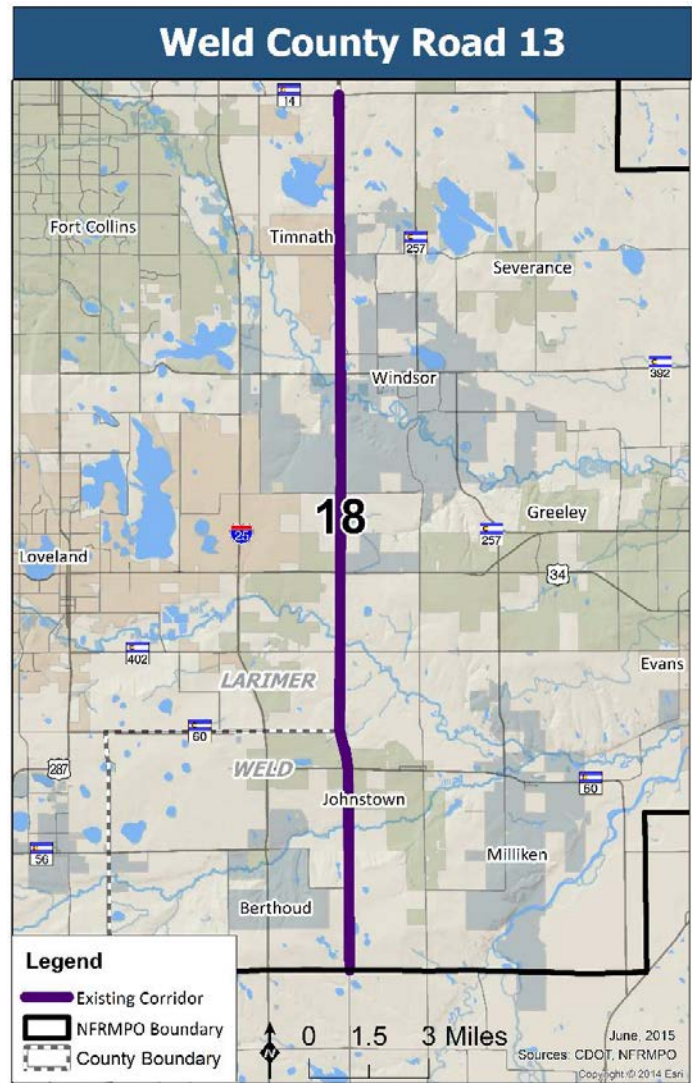 Weld County Road 13
14
Fort Collins
Timnath
257
Severance
392
Windsor
18
Greeley
25
257
Loveland
34
402
Evans
LARIMER
60
287
WELD
60
Johnstown
56
Milliken
Berthoud
Legend
Existing Corridor
NFRMPO Boundary
County Boundary
0 1.5 3 Miles
N
June, 2015
Sources: CDOT, NFRMPO
Copyright © 2014 Esri